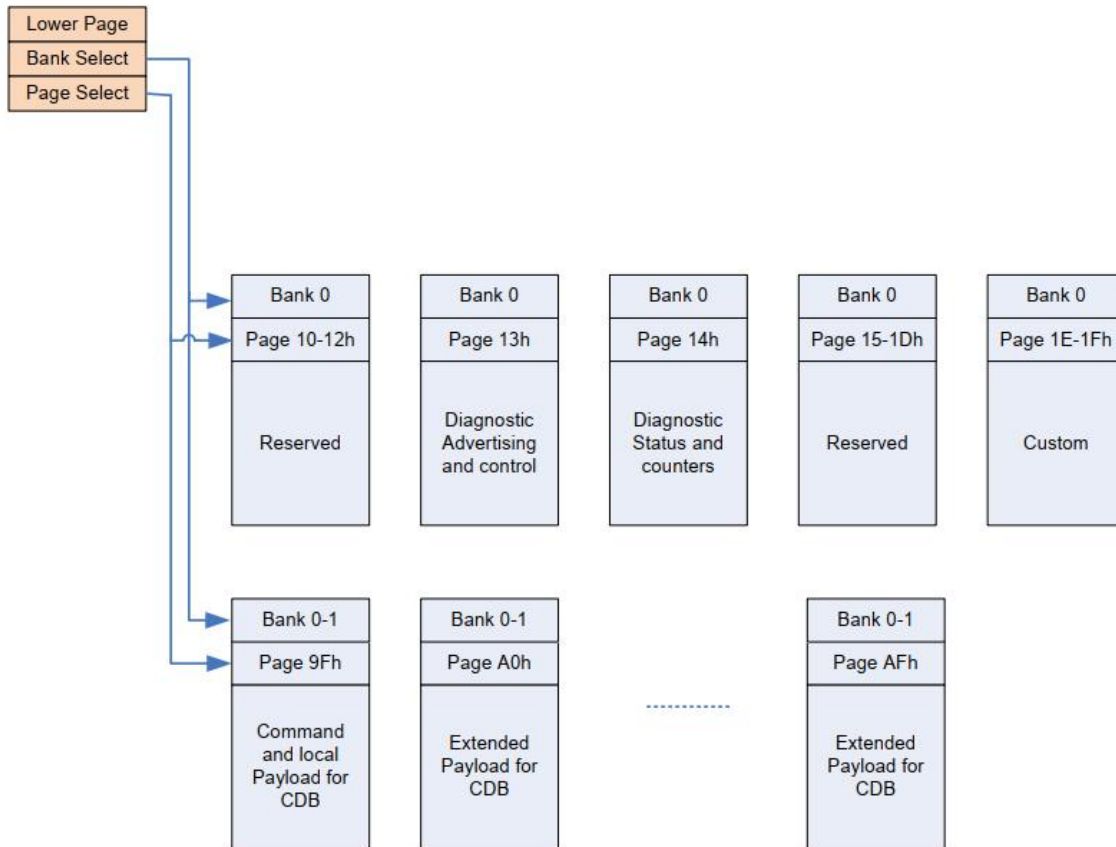 Lower Page
Bank Select
Page Select
Bank 0
Page 10-12h
Reserved
Bank 0
Page 13h
Diagnostic
Advertising
and control
Bank 0
Page 14h
Diagnostic
Status and
counters
Bank 0
Page 15-1Dh
Reserved
Bank 0
Page 1E-1Fh
Custom
Bank 0-1
Page 9Fh
Command
and local
Payload for
CDB
Bank 0-1
Page A0h
Extended
Payload for
CDB
Bank 0-1
Page AFh
Extended
Payload for
CDB